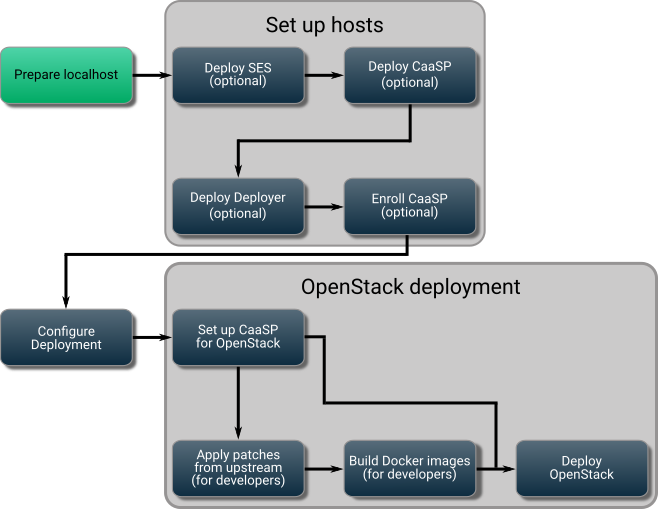 Set up hosts
Prepare localhost
Deploy SES
(optional)
Deploy CaaSP
(optional)
Deploy Deployer
(optional)
Enroll CaaSP
(optional)
OpenStack deployment
Configure
Deployment
Set up CaaSP
for OpenStack
Apply patches
from upstream
(for developers)
Build Docker images
(for developers)
Deploy
OpenStack